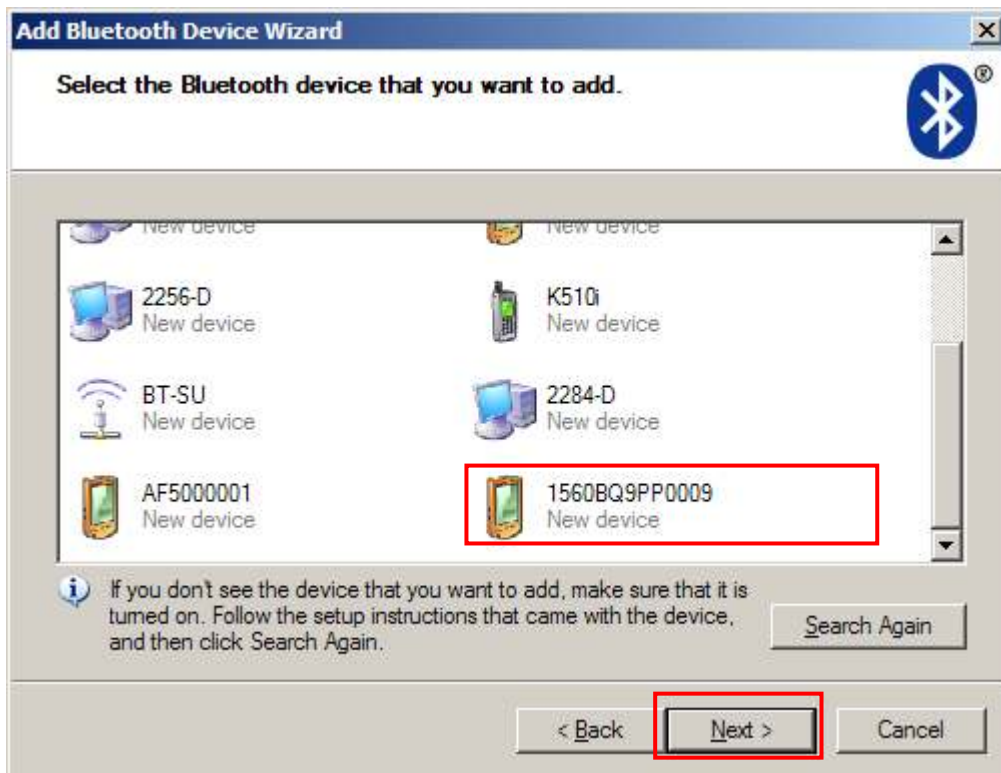 Add Bluetooth Device Wizard
Select the Bluetooth device that you want to add.
®
New device
New device
2256-D
New device
K510i
New device
BT-SU
New device
2284-D
New device
AF5000001
New device
1560BQ9PP0009
New device
If you don't see the device that you want to add, make sure that it is
turned on. Follow the setup instructions that came with the device,
and then click Search Again.
Search Again
< Back
Next >
Cancel